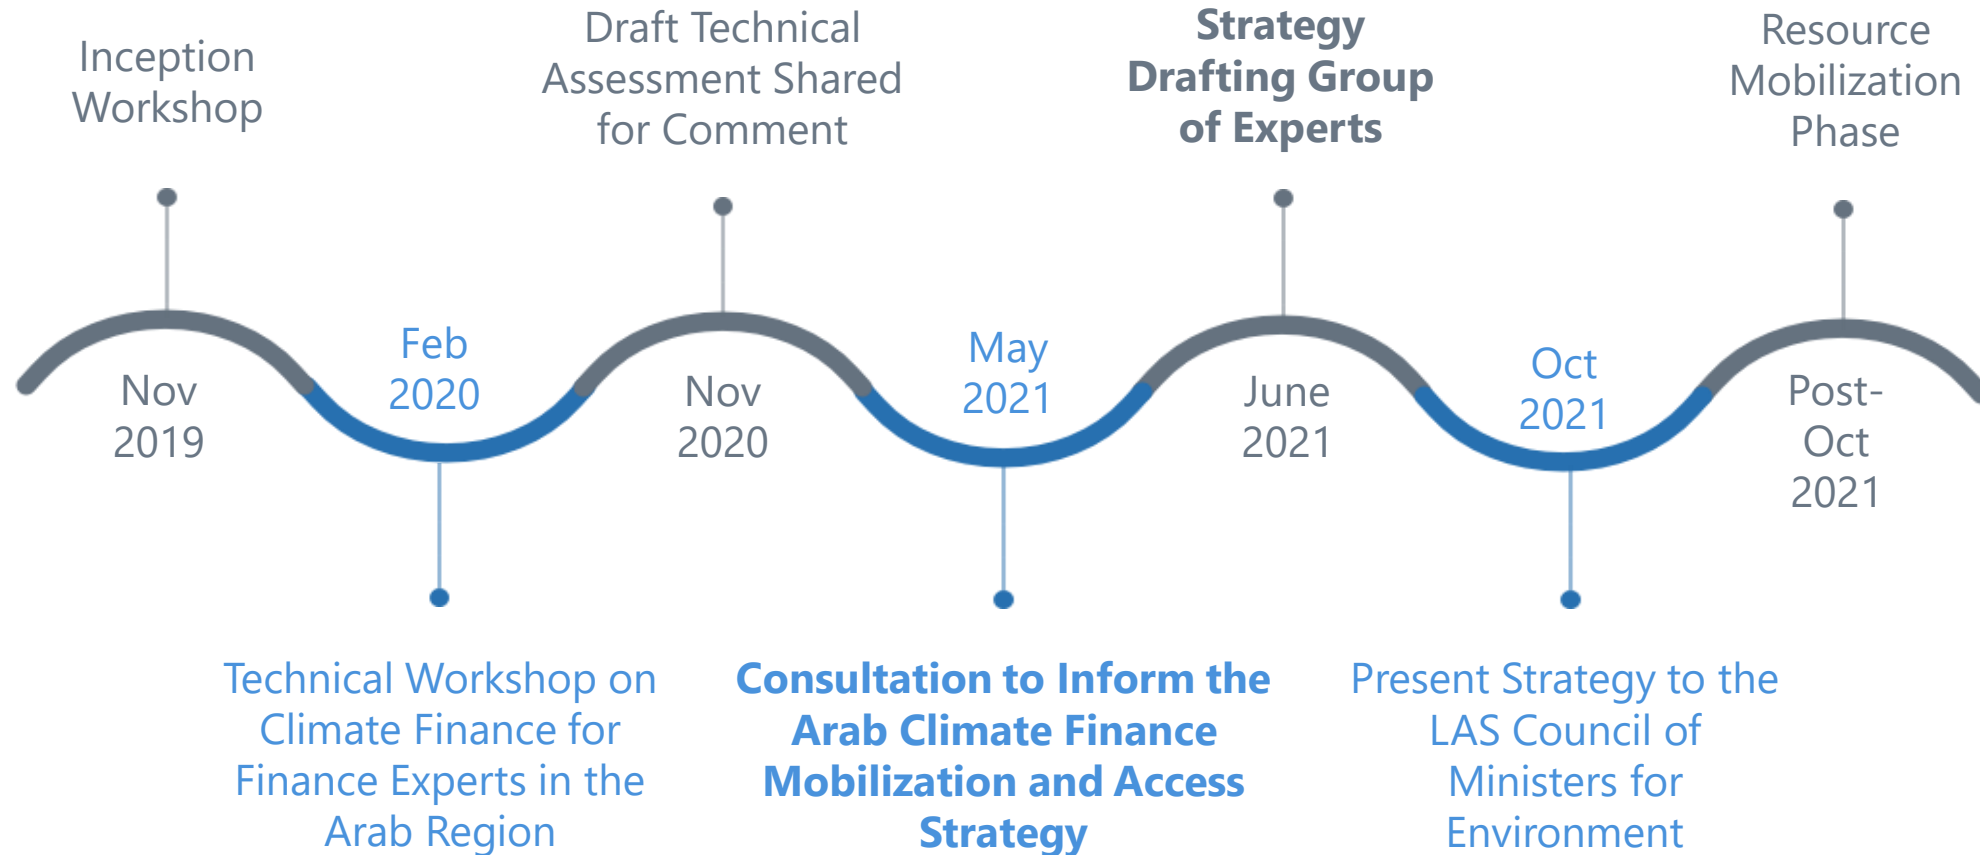 Inception
Workshop
Draft Technical
Assessment Shared
for Comment
Strategy
Drafting Group
of Experts
Resource
Mobilization
Phase
Nov
2019
Feb
2020
Nov
2020
May
2021
June
2021
Oct
2021
Post-
Oct
2021
Technical Workshop on
Climate Finance for
Finance Experts in the
Arab Region
Consultation to Inform the
Arab Climate Finance
Mobilization and Access
Strategy
Present Strategy to the
LAS Council of
Ministers for
Environment